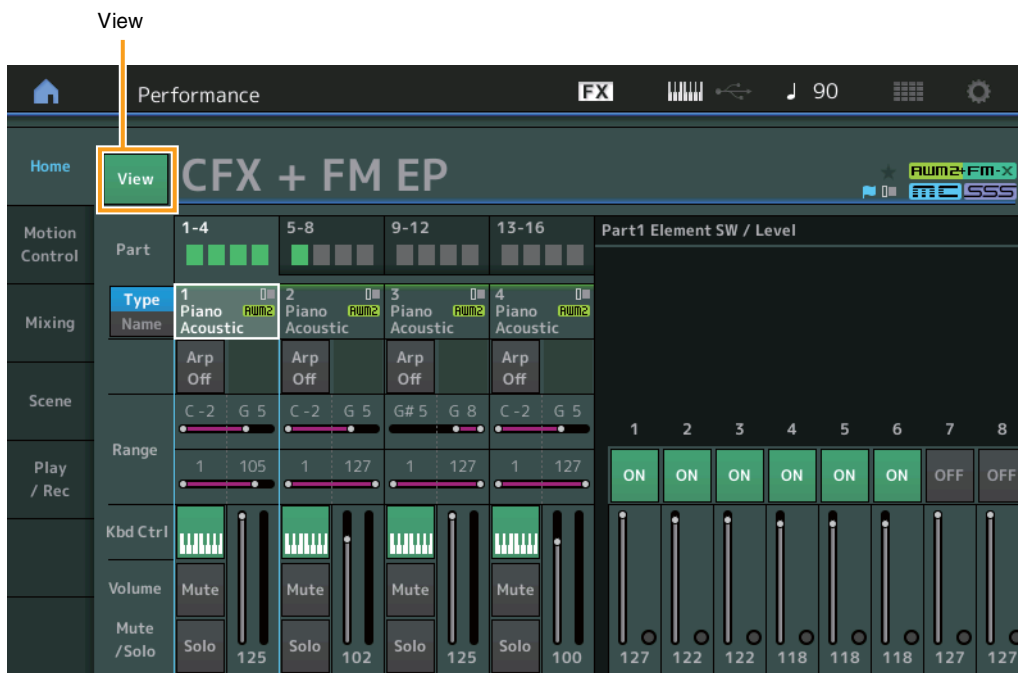 View
Performance
FX
90
Home
View
CFX + FM EP
AWM2+FM-X
MC SSS
Motion
Control
Part
1-4
5-8
9-12
13-16
Part1 Element SW / Level
Type
Name
1
Piano AWM2
Acoustic
2
Piano AWM2
Acoustic
3
Piano AWM2
Acoustic
4
Piano AWM2
Acoustic
Mixing
Arp
Off
Arp
Off
Arp
Off
Arp
Off
Scene
Range
C -2 G 5
C -2 G 5
G# 5 G 8
C -2 G 5
1 105
1 127
1 127
1 127
1 2 3 4 5 6 7 8
ON ON ON ON ON ON OFF OFF
Play
/ Rec
Kbd Ctrl
Volume
Mute
Mute
Mute
Mute
Mute
/Solo
Solo
125
Solo
102
Solo
125
Solo
100
127 122 122 118 118 118 127 127